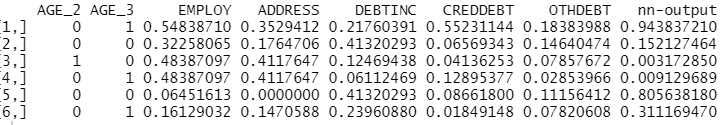 AGE_2 AGE_3 EMPLOY ADDRESS DEBTINC CREDDEBT OTHDEBT nn-output
[1,] 0 1 0.54838710 0.3529412 0.21760391 0.55231144 0.18383988 0.943837210
[2,] 0 0 0.32258065 0.1764706 0.41320293 0.06569343 0.14640474 0.152127464
[3,] 1 0 0.48387097 0.4117647 0.12469438 0.04136253 0.07857672 0.003172850
[4,] 0 1 0.48387097 0.4117647 0.06112469 0.12895377 0.02853966 0.009129689
[5,] 0 0 0.06451613 0.0000000 0.41320293 0.08661800 0.11156412 0.805638180
[6,] 0 1 0.16129032 0.1470588 0.23960880 0.01849148 0.07820608 0.311169470